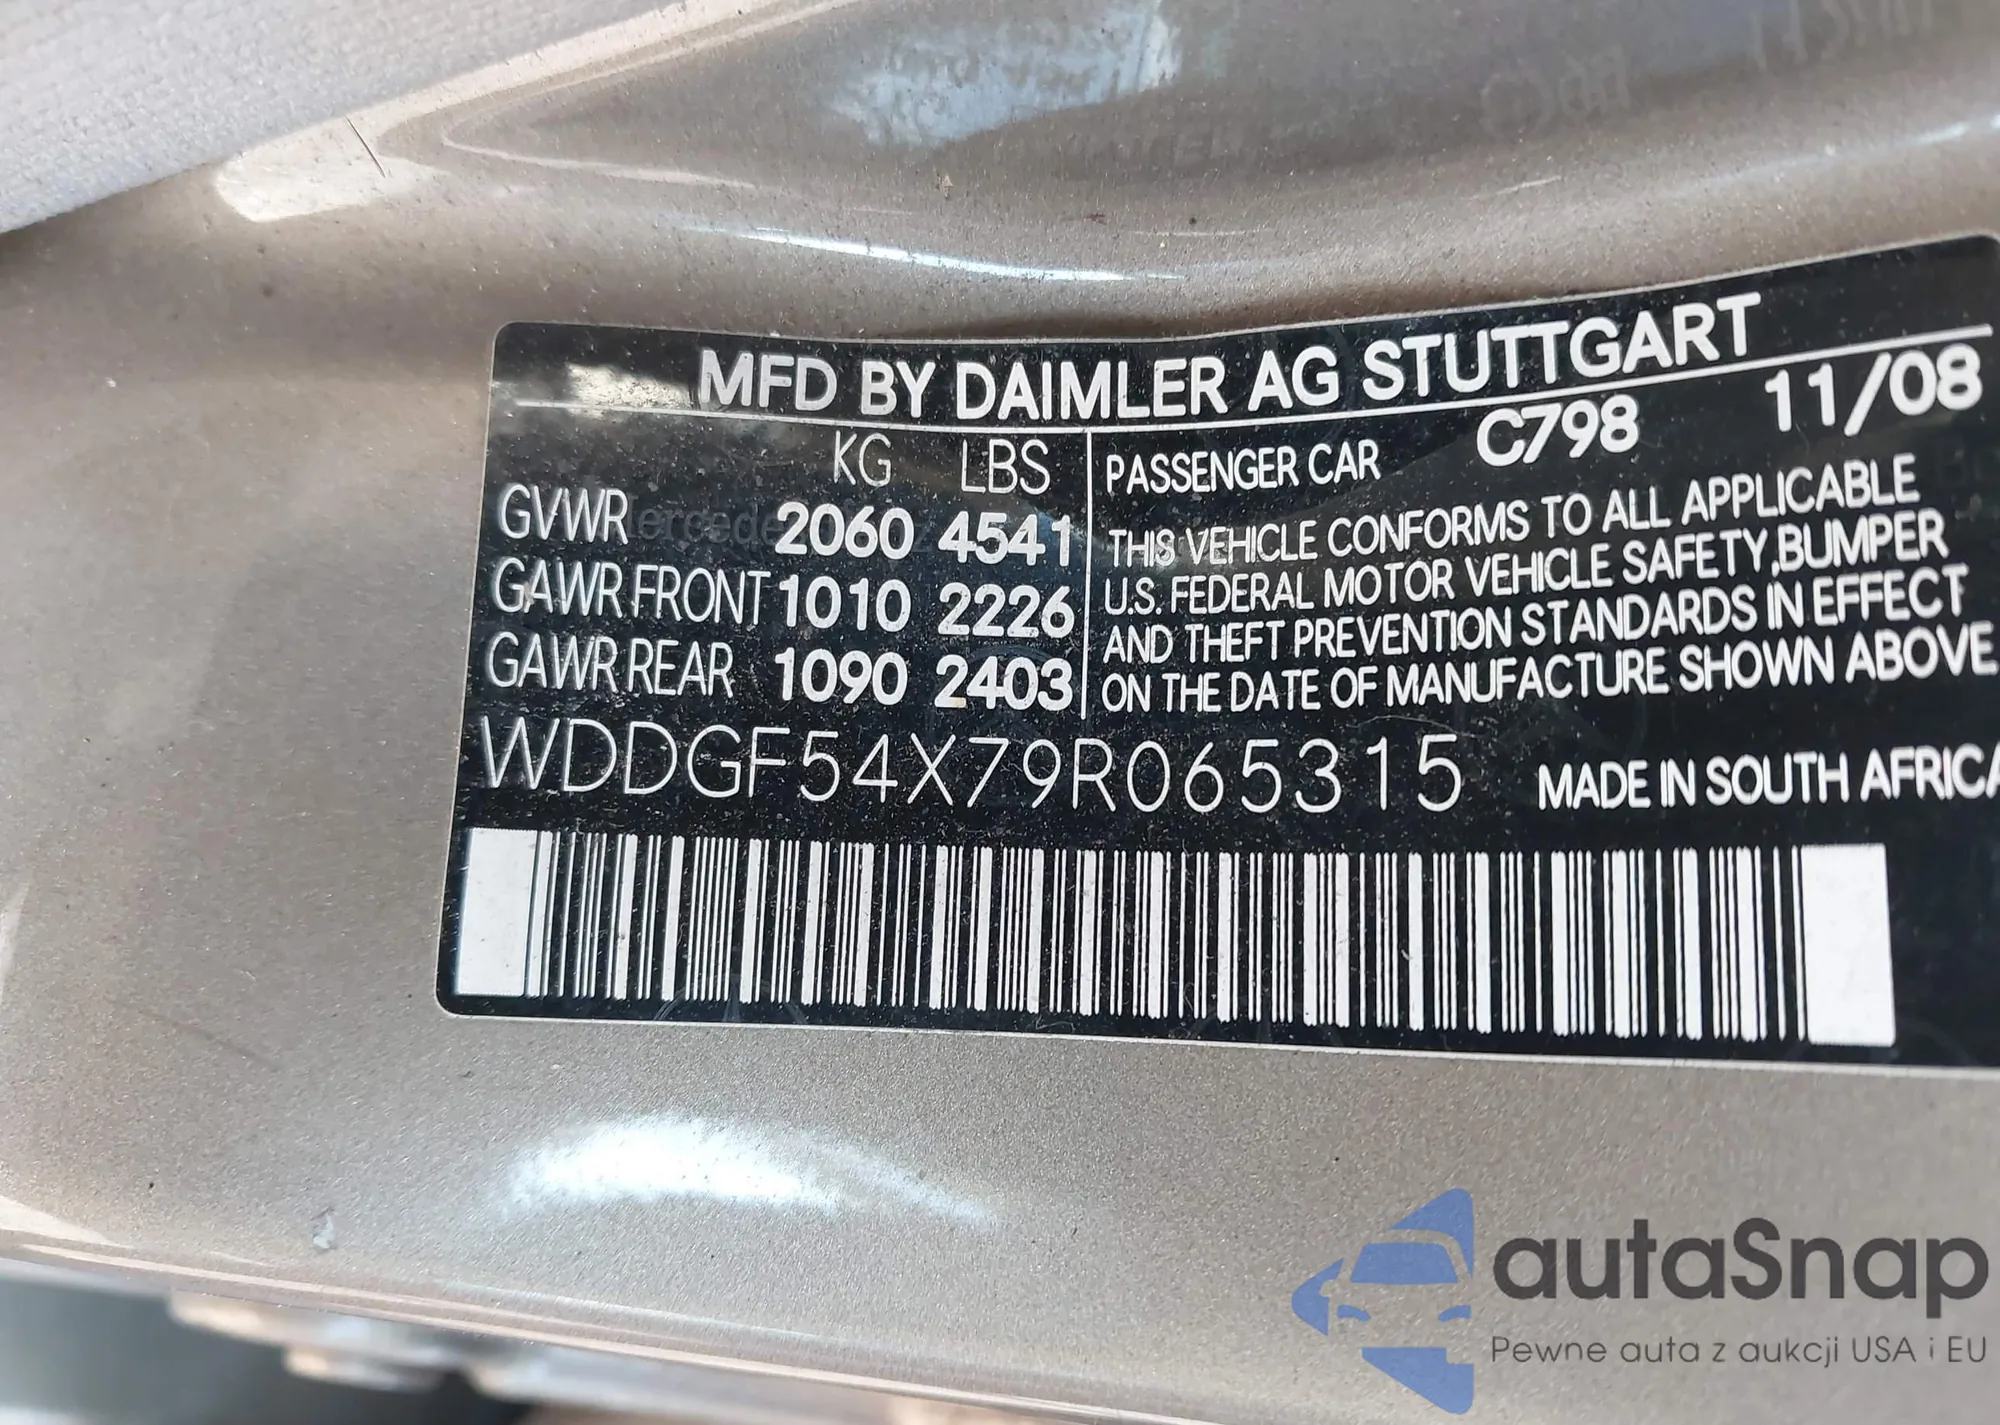 MFD BY DAIMLER AG STUTTGART
KG LBS
GVWR 2060 4541
GAWR FRONT 1010 2226
GAWR REAR 1090 2403
PASSENGER CAR C798 11/08
THIS VEHICLE CONFORMS TO ALL APPLICABLE
U.S. FEDERAL MOTOR VEHICLE SAFETY,BUMPER
AND THEFT PREVENTION STANDARDS IN EFFECT
ON THE DATE OF MANUFACTURE SHOWN ABOVE.
WDDGF54X79R065315 MADE IN SOUTH AFRICA
autaSnap
Pewne auta z aukcji USA i EU